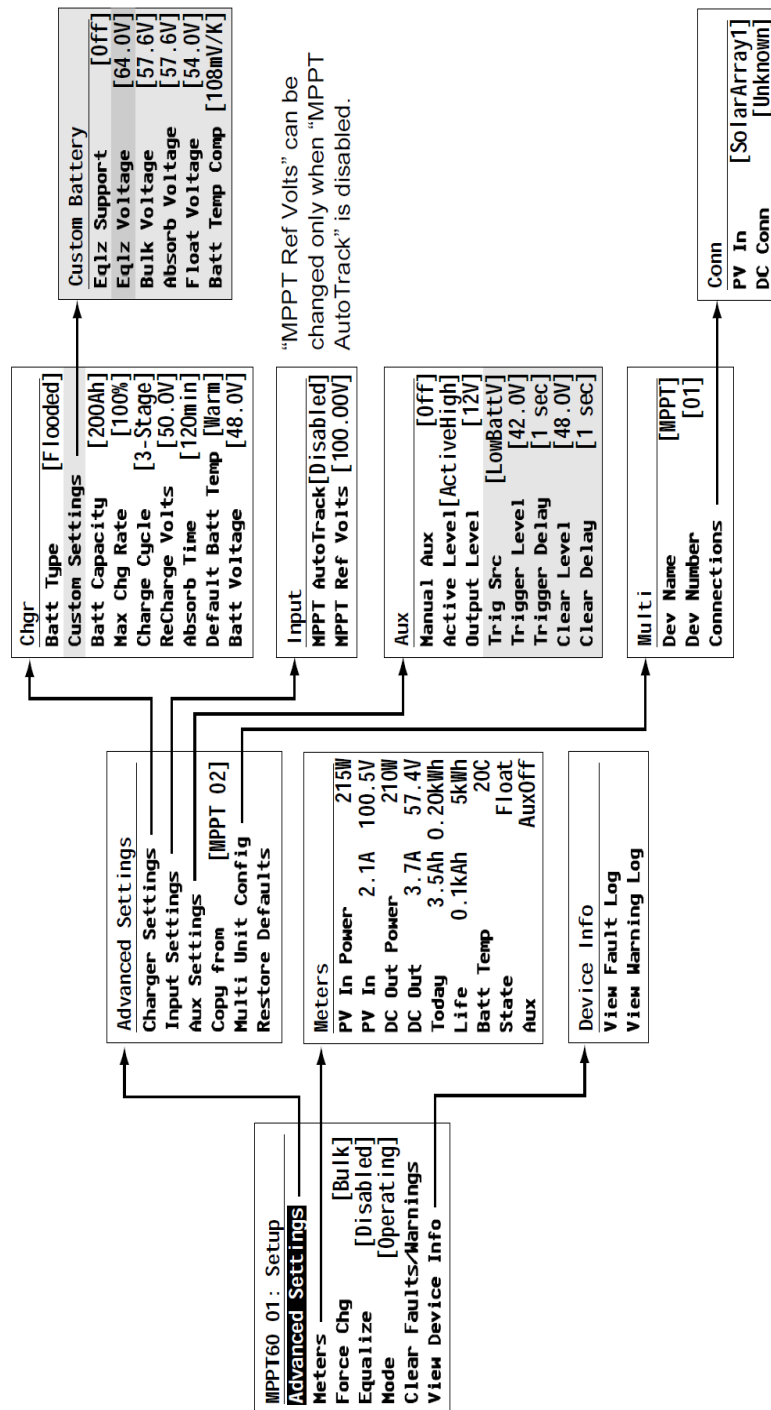 MPPT60 01: Setup
Advanced Settings
Meters
Force Chg [Bulk]
Equalize [Disabled]
Mode [Operating]
Clear Faults/Warnings
View Device Info
Advanced Settings
Charger Settings
Input Settings
Aux Settings
Copy from [MPPT 02]
Multi Unit Config
Restore Defaults
Meters
PV In Power 215W
PV In 2.1A 100.5V
DC Out Power 210W
DC Out 3.7A 57.4V
Today 3.5Ah 0.20kWh
Life 0.1kAh 5kWh
Batt Temp 20C
State Float
Aux AuxOff
Device Info
View Fault Log
View Warning Log
Chgr
Batt Type [Flooded]
Custom Settings
Batt Capacity [200Ah]
Max Chg Rate [100%]
Charge Cycle [3-Stage]
ReCharge Volts [50.0V]
Absorb Time [120min]
Default Batt Temp [Warm]
Batt Voltage [48.0V]
Input
MPPT AutoTrack[Disabled]
MPPT Ref Volts [100.00V]
Aux
Manual Aux [Off]
Active Level[ActiveHigh]
Output Level [12V]
Trig Src [LowBattV]
Trigger Level [42.0V]
Trigger Delay [1 sec]
Clear Level [48.0V]
Clear Delay [1 sec]
Multi
Dev Name [MPPT]
Dev Number [01]
Connections
Custom Battery
Eqlz Support [Off]
Eqlz Voltage [64.0V]
Bulk Voltage [57.6V]
Absorb Voltage [57.6V]
Float Voltage [54.0V]
Batt Temp Comp [108mV/K]
“MPPT Ref Volts” can be
changed only when “MPPT
AutoTrack” is disabled.
Conn
PV In [SolarArray1]
DC Conn [Unknown]